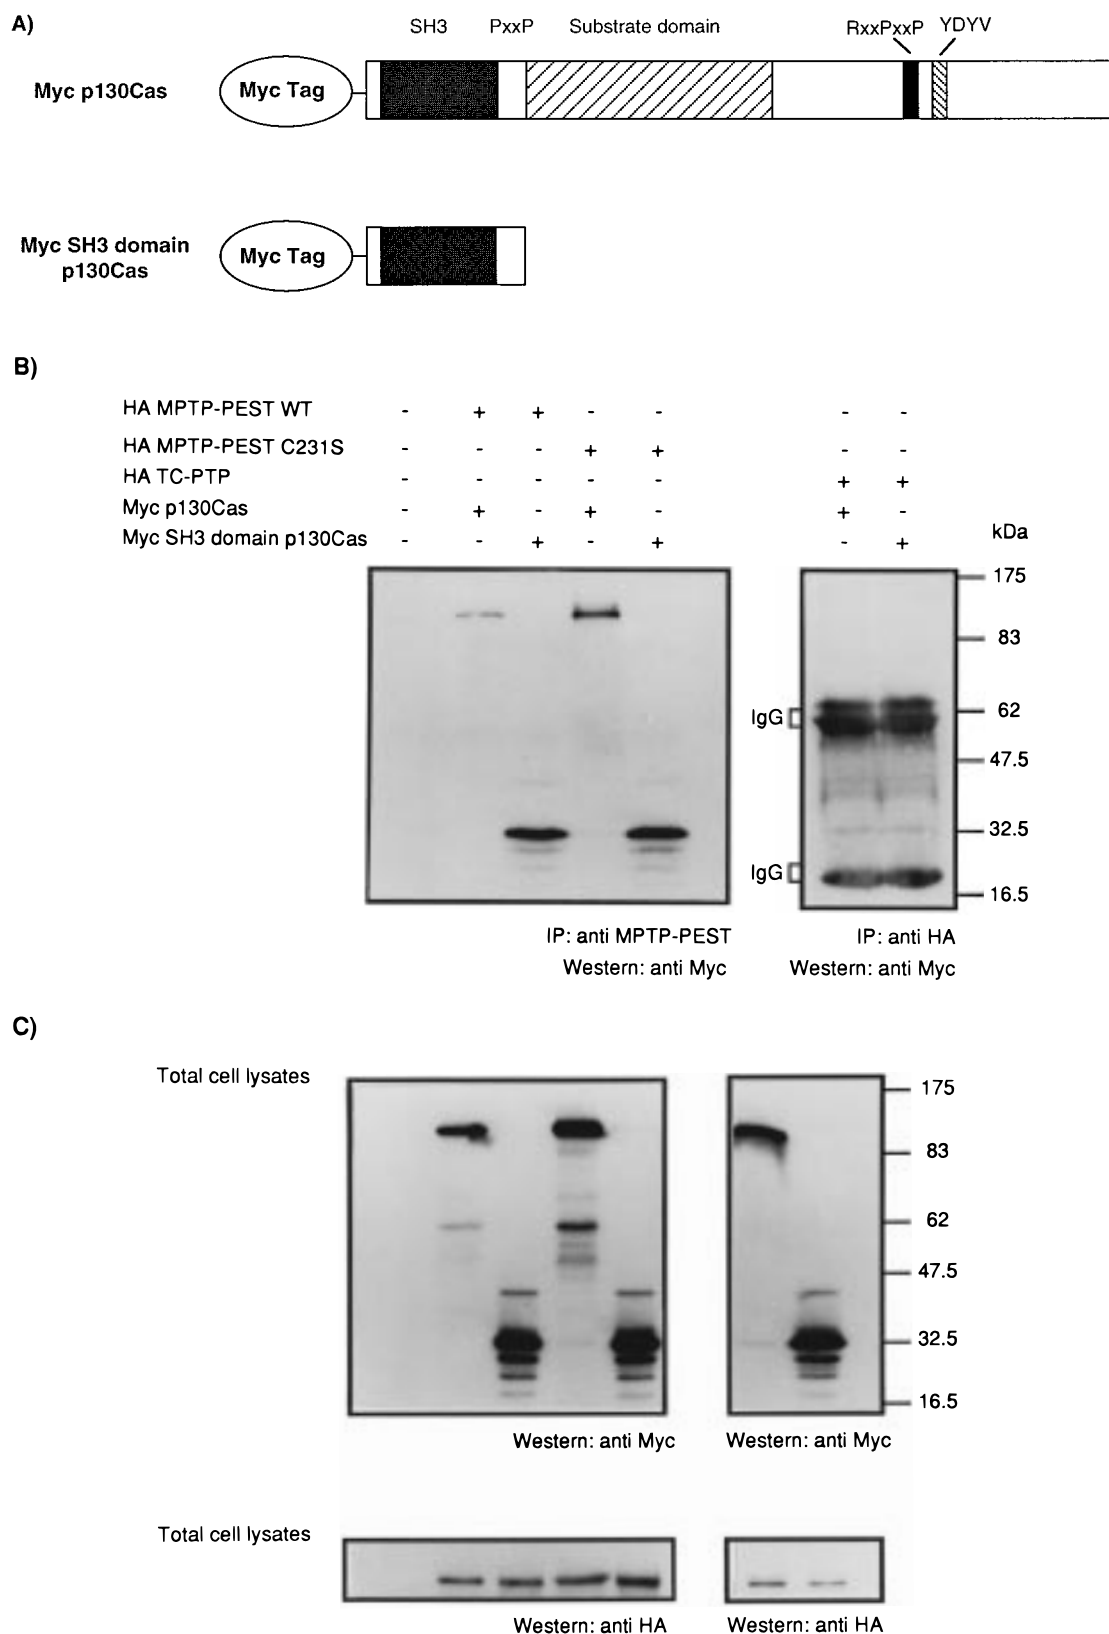 A)
SH3 PxxP Substrate domain RxxPxxP YDYV
Myc p130Cas Myc Tag
Myc SH3 domain
p130Cas
Myc Tag
B)
HA MPTP-PEST WT - + + - - - -
HA MPTP-PEST C231S - - - + + - -
HA TC-PTP - - - - - + +
Myc p130Cas - + - + - + -
Myc SH3 domain p130Cas - - + - + - +
kDa
175
83
IgG 62
47.5
32.5
IgG
16.5
IP: anti MPTP-PEST IP: anti HA
Western: anti Myc Western: anti Myc
C)
Total cell lysates
175
83
62
47.5
32.5
16.5
Western: anti Myc Western: anti Myc
Total cell lysates
Western: anti HA Western: anti HA